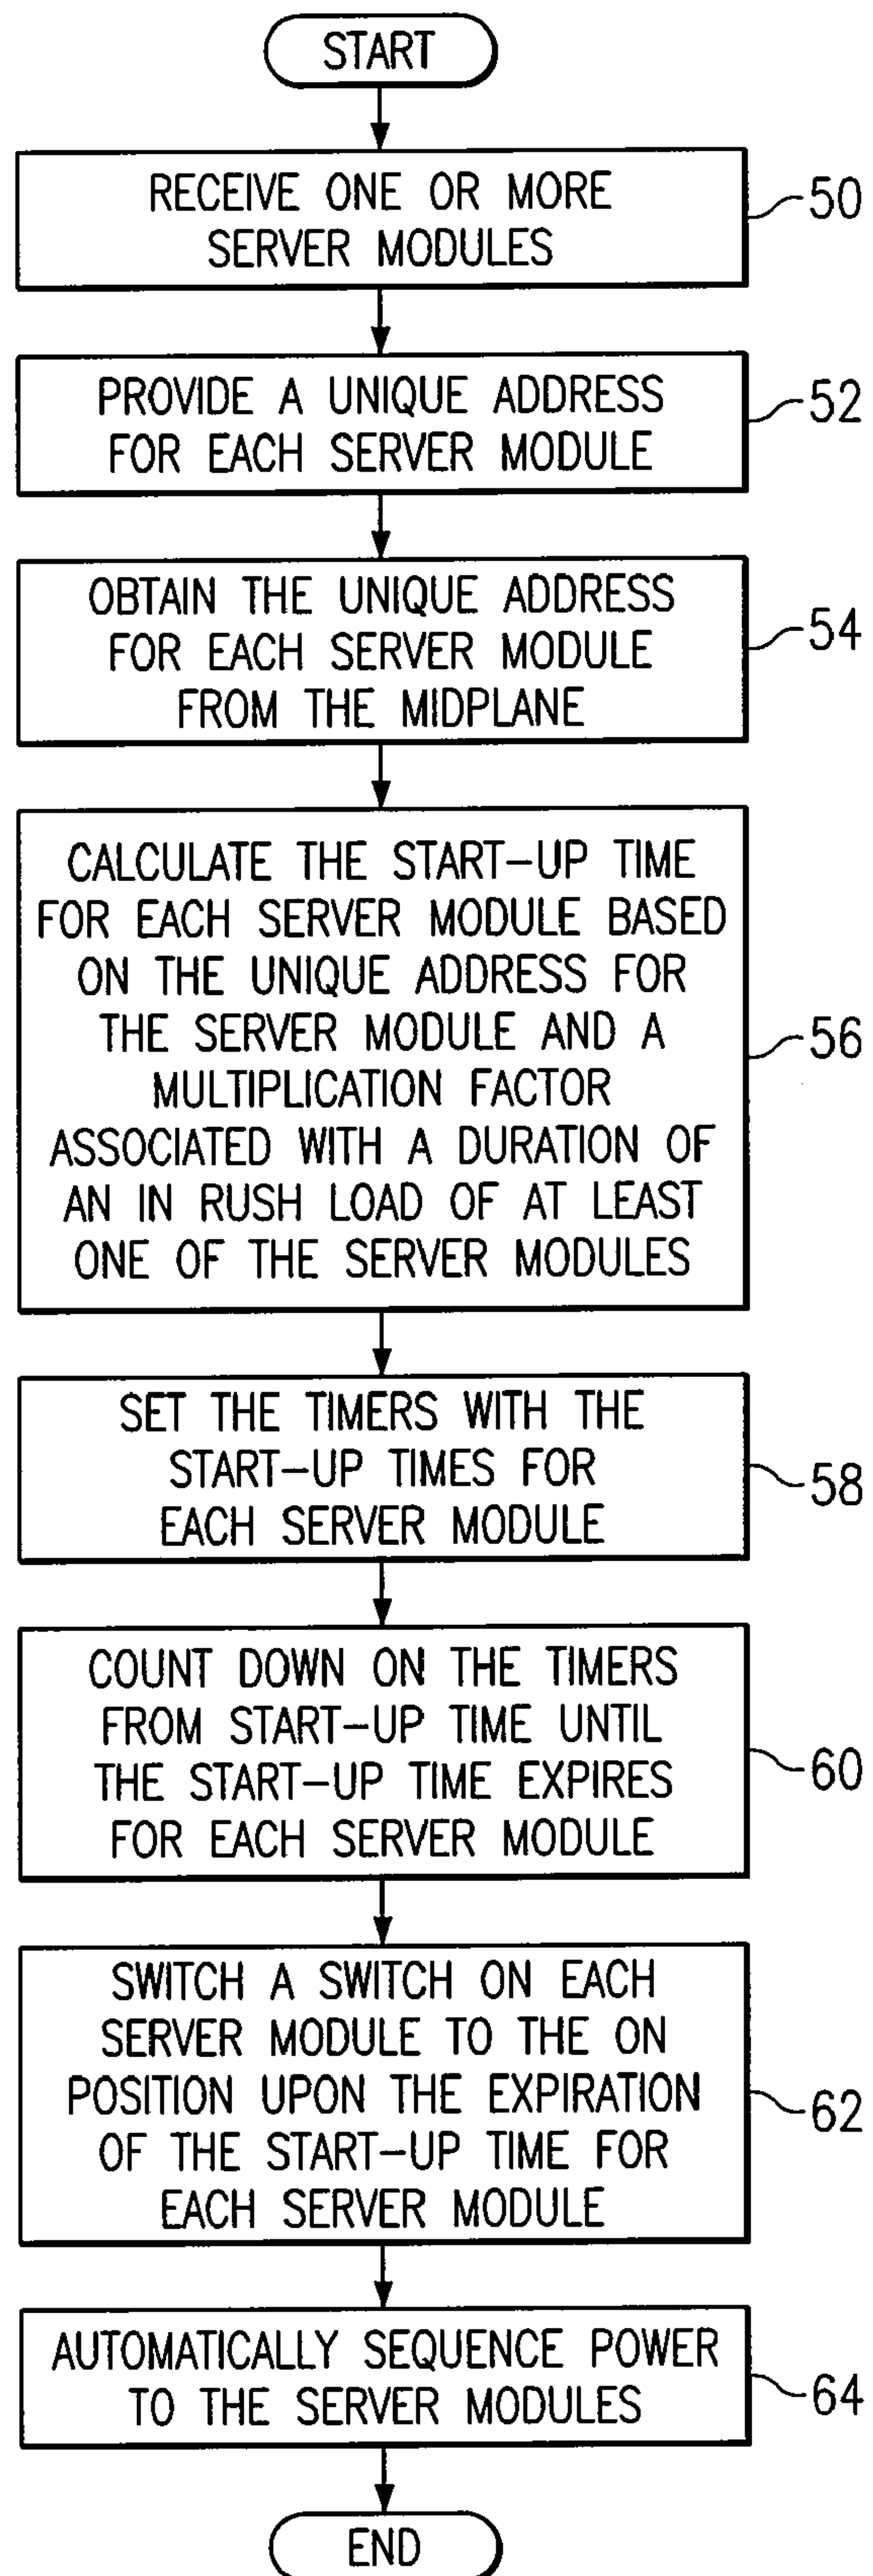 START
RECEIVE ONE OR MORE
SERVER MODULES
50
PROVIDE A UNIQUE ADDRESS
FOR EACH SERVER MODULE
52
OBTAIN THE UNIQUE ADDRESS
FOR EACH SERVER MODULE
FROM THE MIDPLANE
54
CALCULATE THE START-UP TIME
FOR EACH SERVER MODULE BASED
ON THE UNIQUE ADDRESS FOR
THE SERVER MODULE AND A
MULTIPLICATION FACTOR
ASSOCIATED WITH A DURATION OF
AN IN RUSH LOAD OF AT LEAST
ONE OF THE SERVER MODULES
56
SET THE TIMERS WITH THE
START-UP TIMES FOR
EACH SERVER MODULE
58
COUNT DOWN ON THE TIMERS
FROM START-UP TIME UNTIL
THE START-UP TIME EXPIRES
FOR EACH SERVER MODULE
60
SWITCH A SWITCH ON EACH
SERVER MODULE TO THE ON
POSITION UPON THE EXPIRATION
OF THE START-UP TIME FOR
EACH SERVER MODULE
62
AUTOMATICALLY SEQUENCE POWER
TO THE SERVER MODULES
64
END